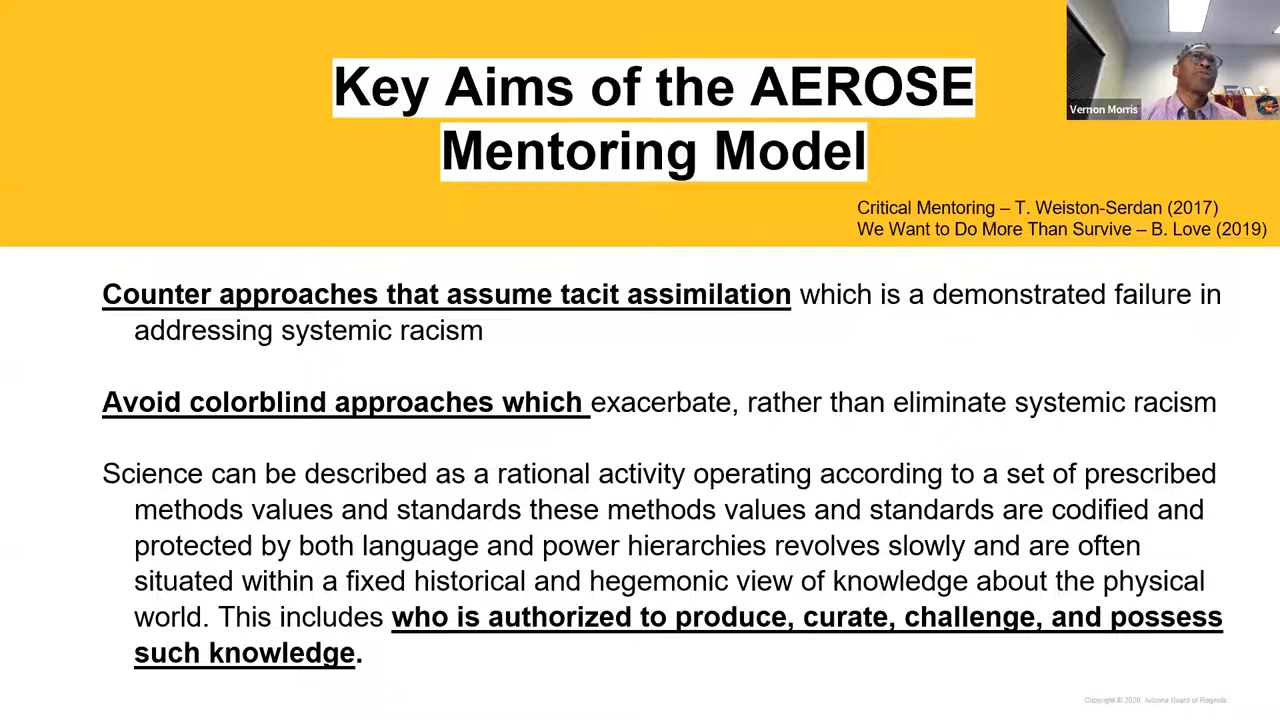 Key Aims of the AEROSE
Mentoring Model
Vernon Morris
Critical Mentoring – T. Weiston-Serdan (2017)
We Want to Do More Than Survive – B. Love (2019)
Counter approaches that assume tacit assimilation which is a demonstrated failure in
addressing systemic racism
Avoid colorblind approaches which exacerbate, rather than eliminate systemic racism
Science can be described as a rational activity operating according to a set of prescribed
methods values and standards these methods values and standards are codified and
protected by both language and power hierarchies revolves slowly and are often
situated within a fixed historical and hegemonic view of knowledge about the physical
world. This includes who is authorized to produce, curate, challenge, and possess
such knowledge.
Copyright © 2020 Arizona Board of Regents